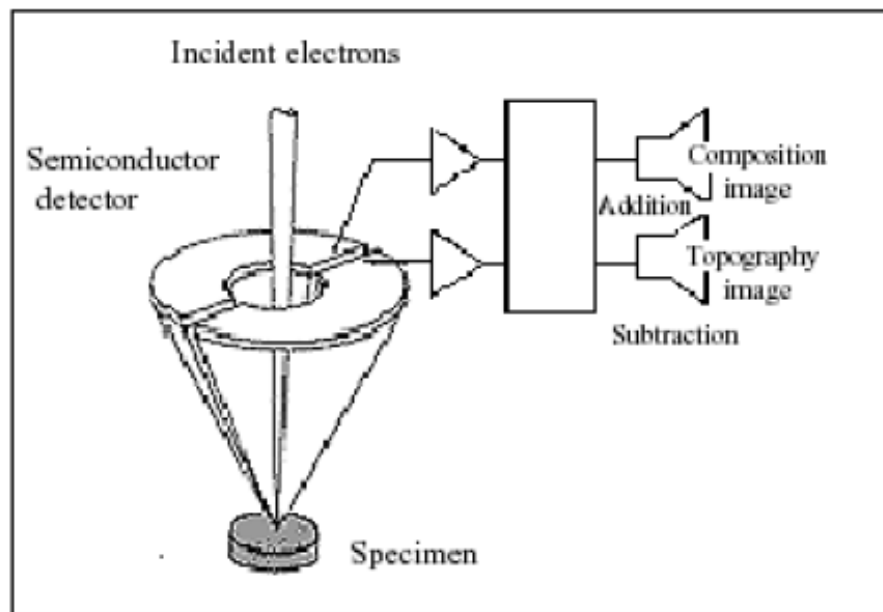 Incident electrons
Semiconductor
detector
Composition
image
Addition
Topography
image
Subtraction
Specimen